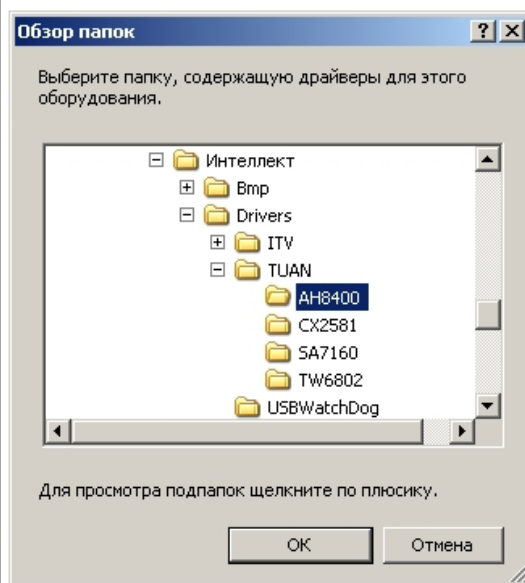 Обзор папок
Выберите папку, содержащую драйверы для этого
оборудования.
Интеллект
Bmp
Drivers
ITV
TUAN
AH8400
CX2581
SA7160
TW6802
USBWatchDog
Для просмотра подпапок щелкните по плюсику.
ОК
Отмена